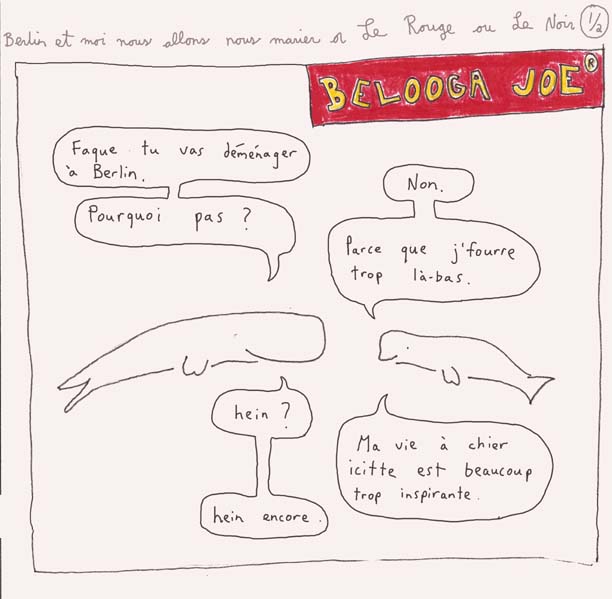 Berlin et moi nous allons nous marier or Le Rouge ou Le Noir 1/2
BELOOGA JOE ®
Faque tu vas déménager
à Berlin.
Non.
Pourquoi pas ?
Parce que j'fourre
trop là-bas.
hein ?
Ma vie à chier
icitte est beaucoup
trop inspirante.
hein encore.